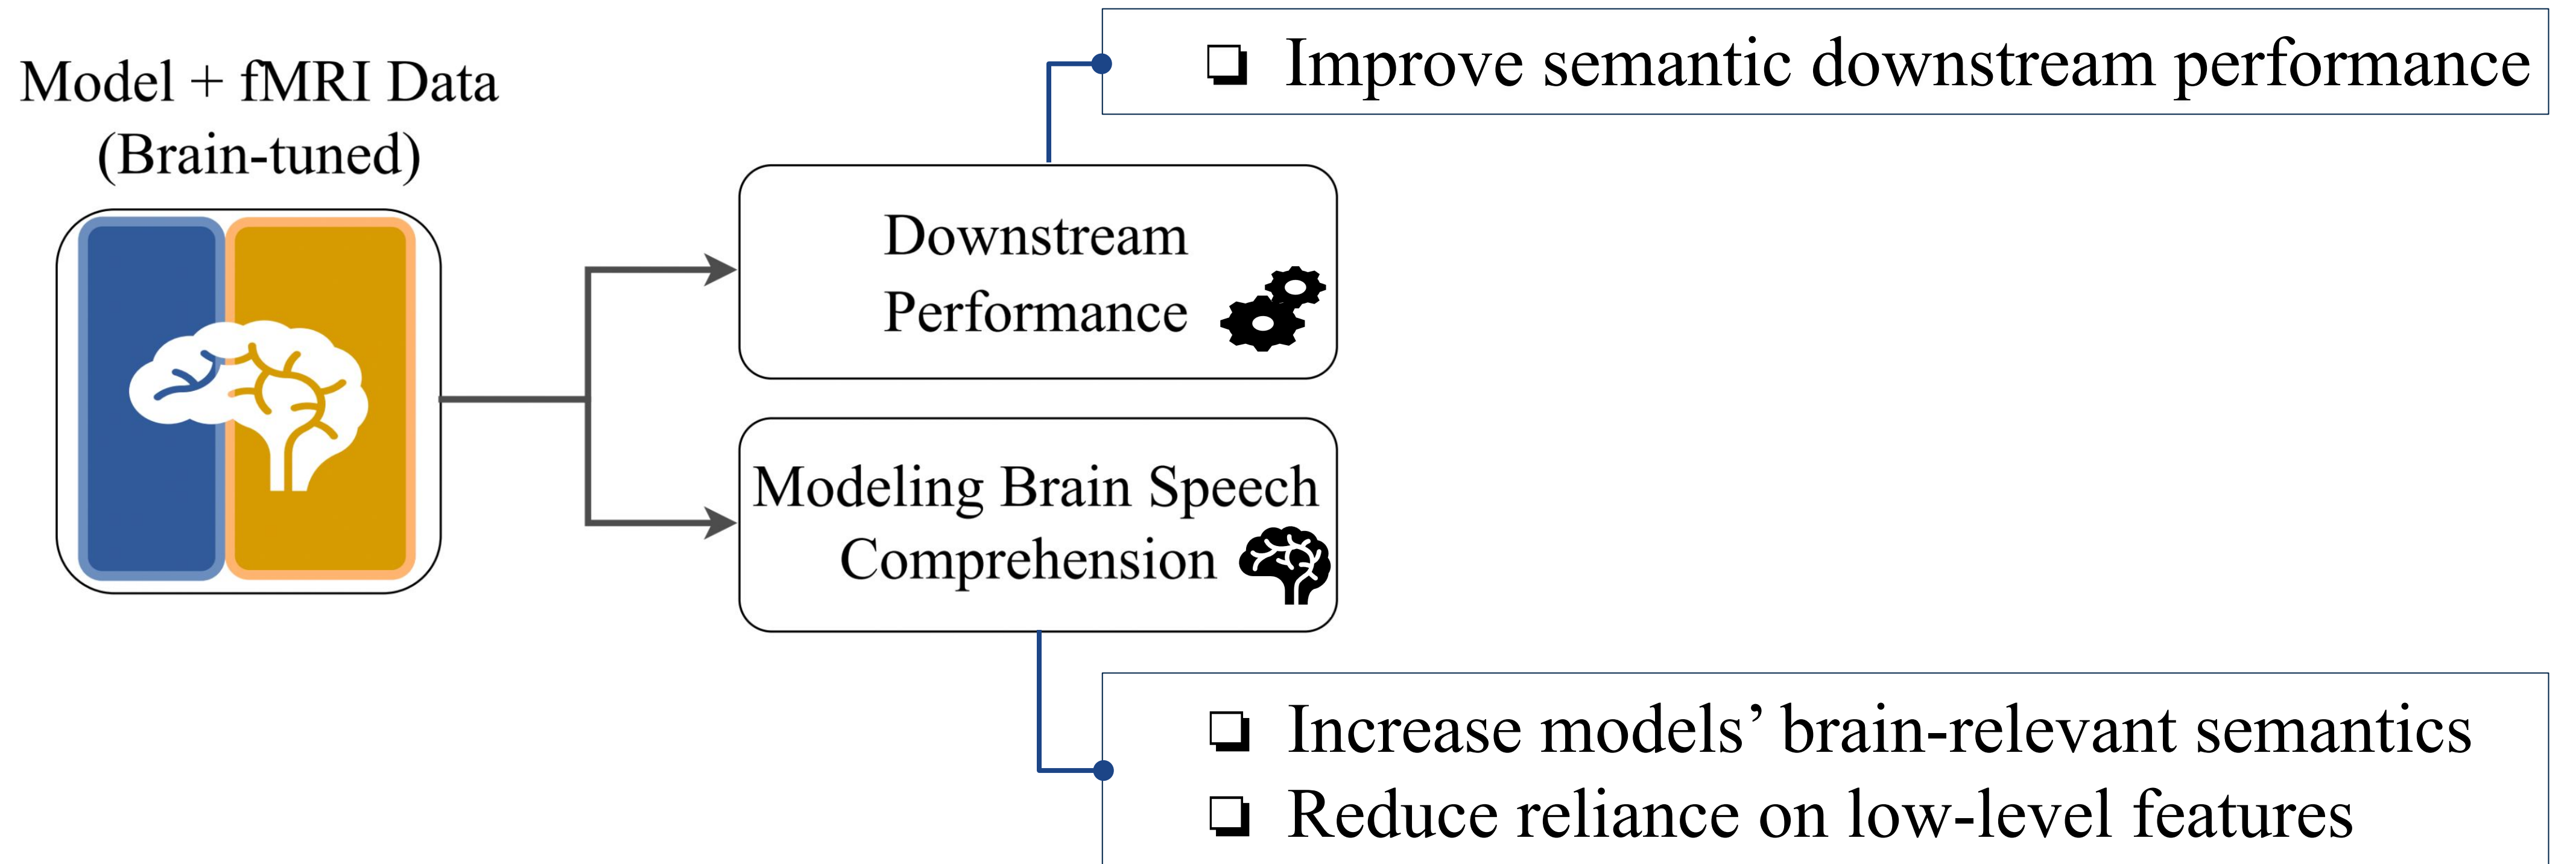 Model + fMRI Data
(Brain-tuned)
❏ Improve semantic downstream performance
Downstream
Performance
Modeling Brain Speech
Comprehension
❏ Increase models’ brain-relevant semantics
❏ Reduce reliance on low-level features